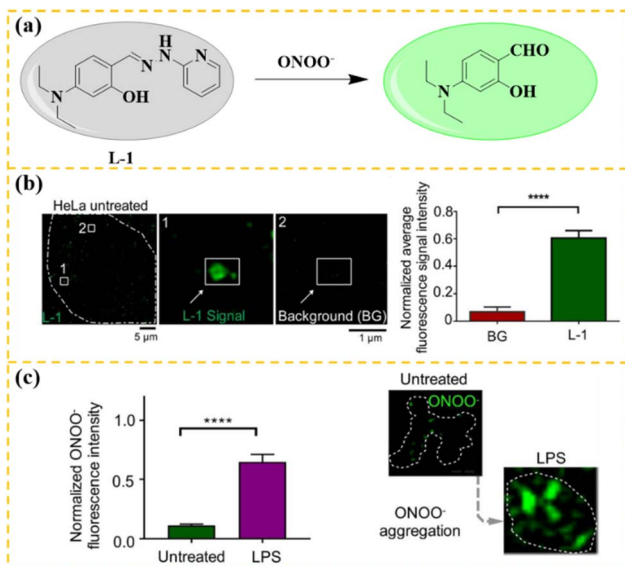 (a)
H
N
N
N
OH
N
L-1
ONOO⁻
CHO
OH
N
(b)
HeLa untreated
2
1
L-1
5 μm
1
L-1 Signal
2
Background (BG)
1 μm
Normalized average
fluorescence signal intensity
0.8
0.6
0.4
0.2
0.0
****
BG
L-1
(c)
Normalized ONOO⁻
fluorescence intensity
1.0
0.5
0.0
****
Untreated
LPS
Untreated
ONOO⁻
LPS
ONOO⁻
aggregation